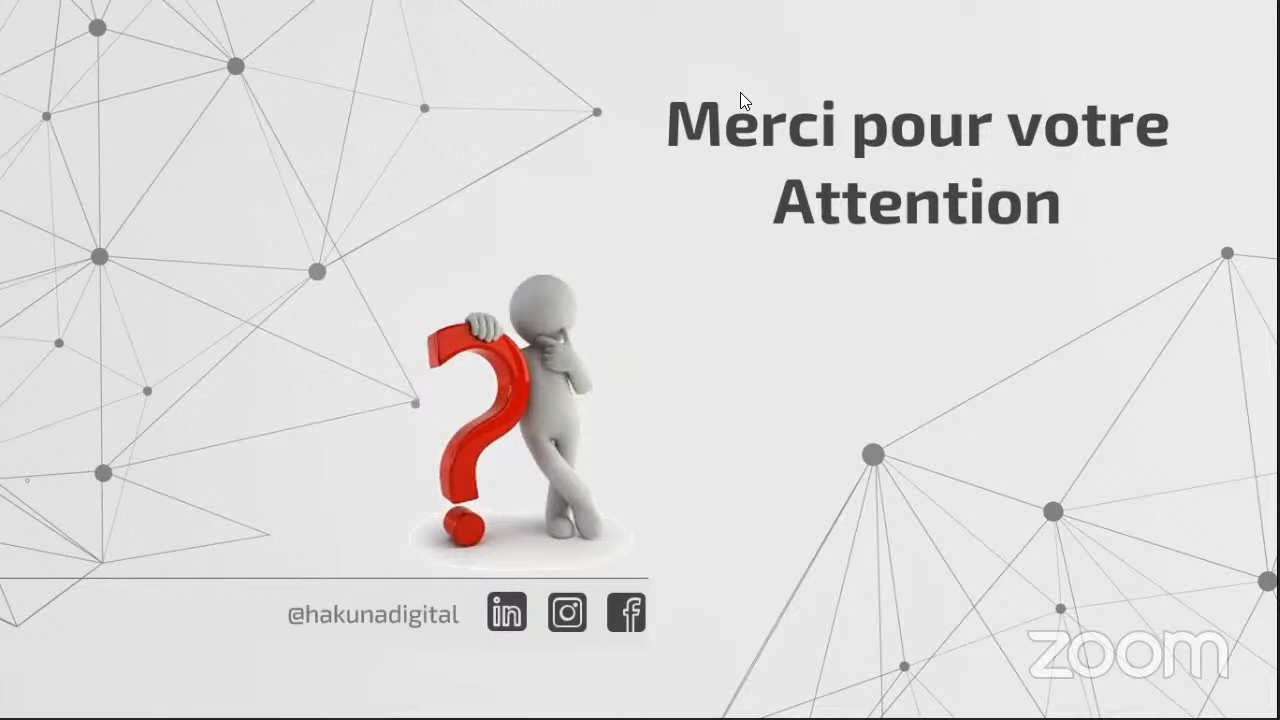 Merci pour votre
Attention
?
@hakunadigital in f
zoom